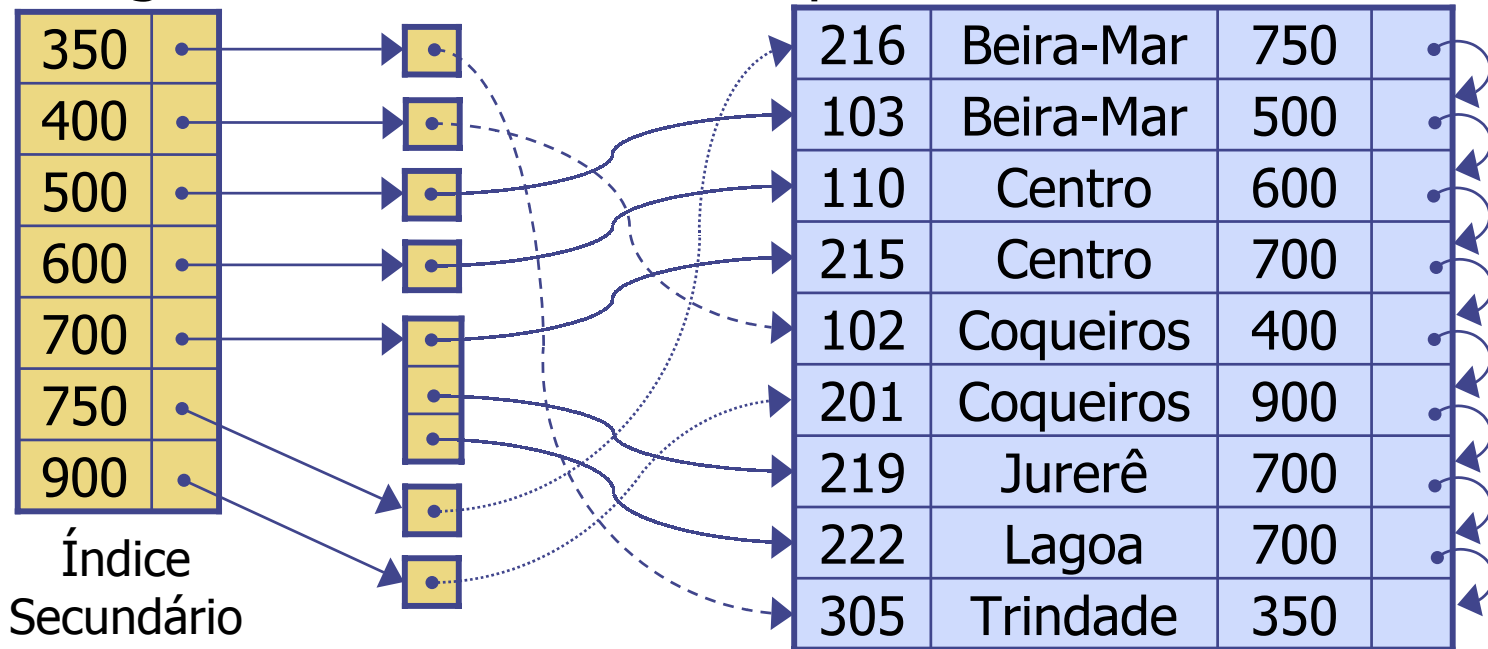 350
400
500
600
700
750
900
Índice
Secundário
216 Beira-Mar 750
103 Beira-Mar 500
110 Centro 600
215 Centro 700
102 Coqueiros 400
201 Coqueiros 900
219 Jurerê 700
222 Lagoa 700
305 Trindade 350